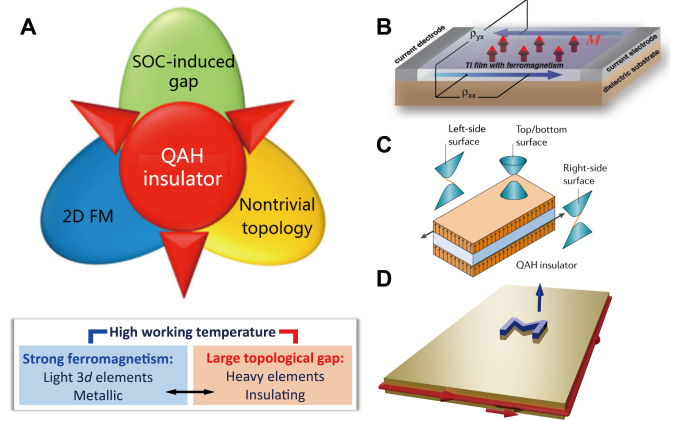 A
SOC-induced
gap
QAH
insulator
2D FM
Nontrivial
topology
High working temperature
Strong ferromagnetism:
Light 3d elements
Metallic
Large topological gap:
Heavy elements
Insulating
B
ρyx
M
current electrode
TI film with ferromagnetism
ρxx
current electrode
dielectric substrate
C
Left-side
surface
Top/bottom
surface
Right-side
surface
QAH insulator
D
M